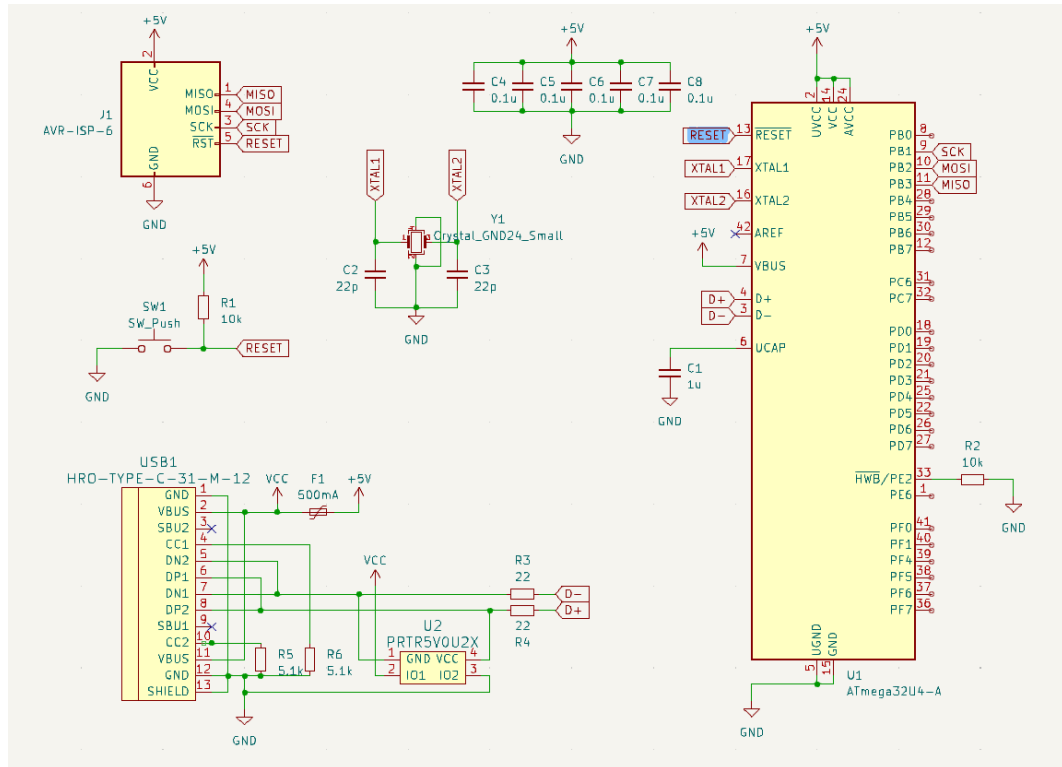 +5V
2
VCC
J1
AVR-ISP-6
MISO 1 MISO
MOSI 4 MOSI
SCK 3 SCK
RST 5 RESET
GND
6
GND
+5V
C4 0.1u
C5 0.1u
C6 0.1u
C7 0.1u
C8 0.1u
GND
XTAL1
XTAL2
Y1
Crystal_GND24_Small
C2
22p
C3
22p
GND
+5V
R1
10k
SW1
SW_Push
RESET
GND
USB1
HRO-TYPE-C-31-M-12
GND 1
VBUS 2
SBU2 3
CC1 4
DN2 5
DP1 6
DN1 7
DP2 8
SBU1 9
CC2 10
VBUS 11
GND 12
SHIELD 13
VCC
F1
500mA
+5V
R5
5.1k
R6
5.1k
GND
VCC
U2
PRTR5V0U2X
1 GND VCC 4
2 IO1 IO2 3
R3
22
D-
D+
22
R4
+5V
2 14 24
UVCC
VCC
AVCC
RESET 13 RESET
XTAL1 17 XTAL1
XTAL2 16 XTAL2
42 AREF
+5V
7 VBUS
D+ 4 D+
D- 3 D-
6 UCAP
C1
1u
GND
PB0 8
PB1 9 SCK
PB2 10 MOSI
PB3 11 MISO
PB4 28
PB5 29
PB6 30
PB7 12
PC6 31
PC7 32
PD0 18
PD1 19
PD2 20
PD3 21
PD4 25
PD5 22
PD6 26
PD7 27
HWB/PE2 33
PE6 1
R2
10k
GND
PF0 41
PF1 40
PF4 39
PF5 38
PF6 37
PF7 36
UGND
GND
5 15
U1
ATmega32U4-A
GND